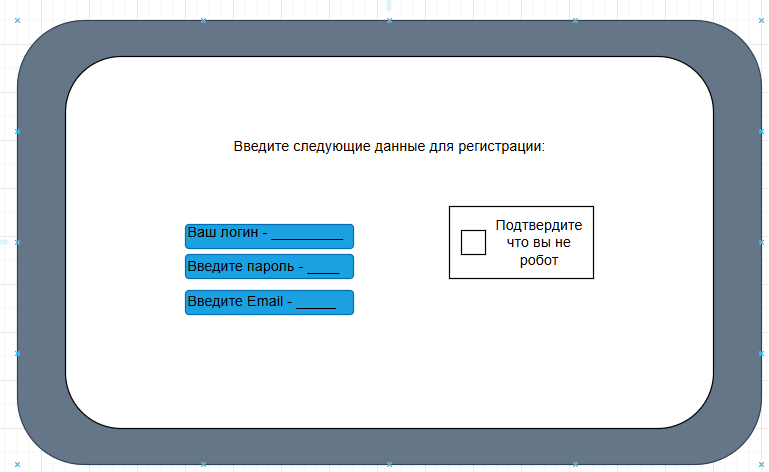 Введите следующие данные для регистрации:
Ваш логин - _________
Введите пароль - ____
Введите Email - _____
Подтвердите
что вы не
робот